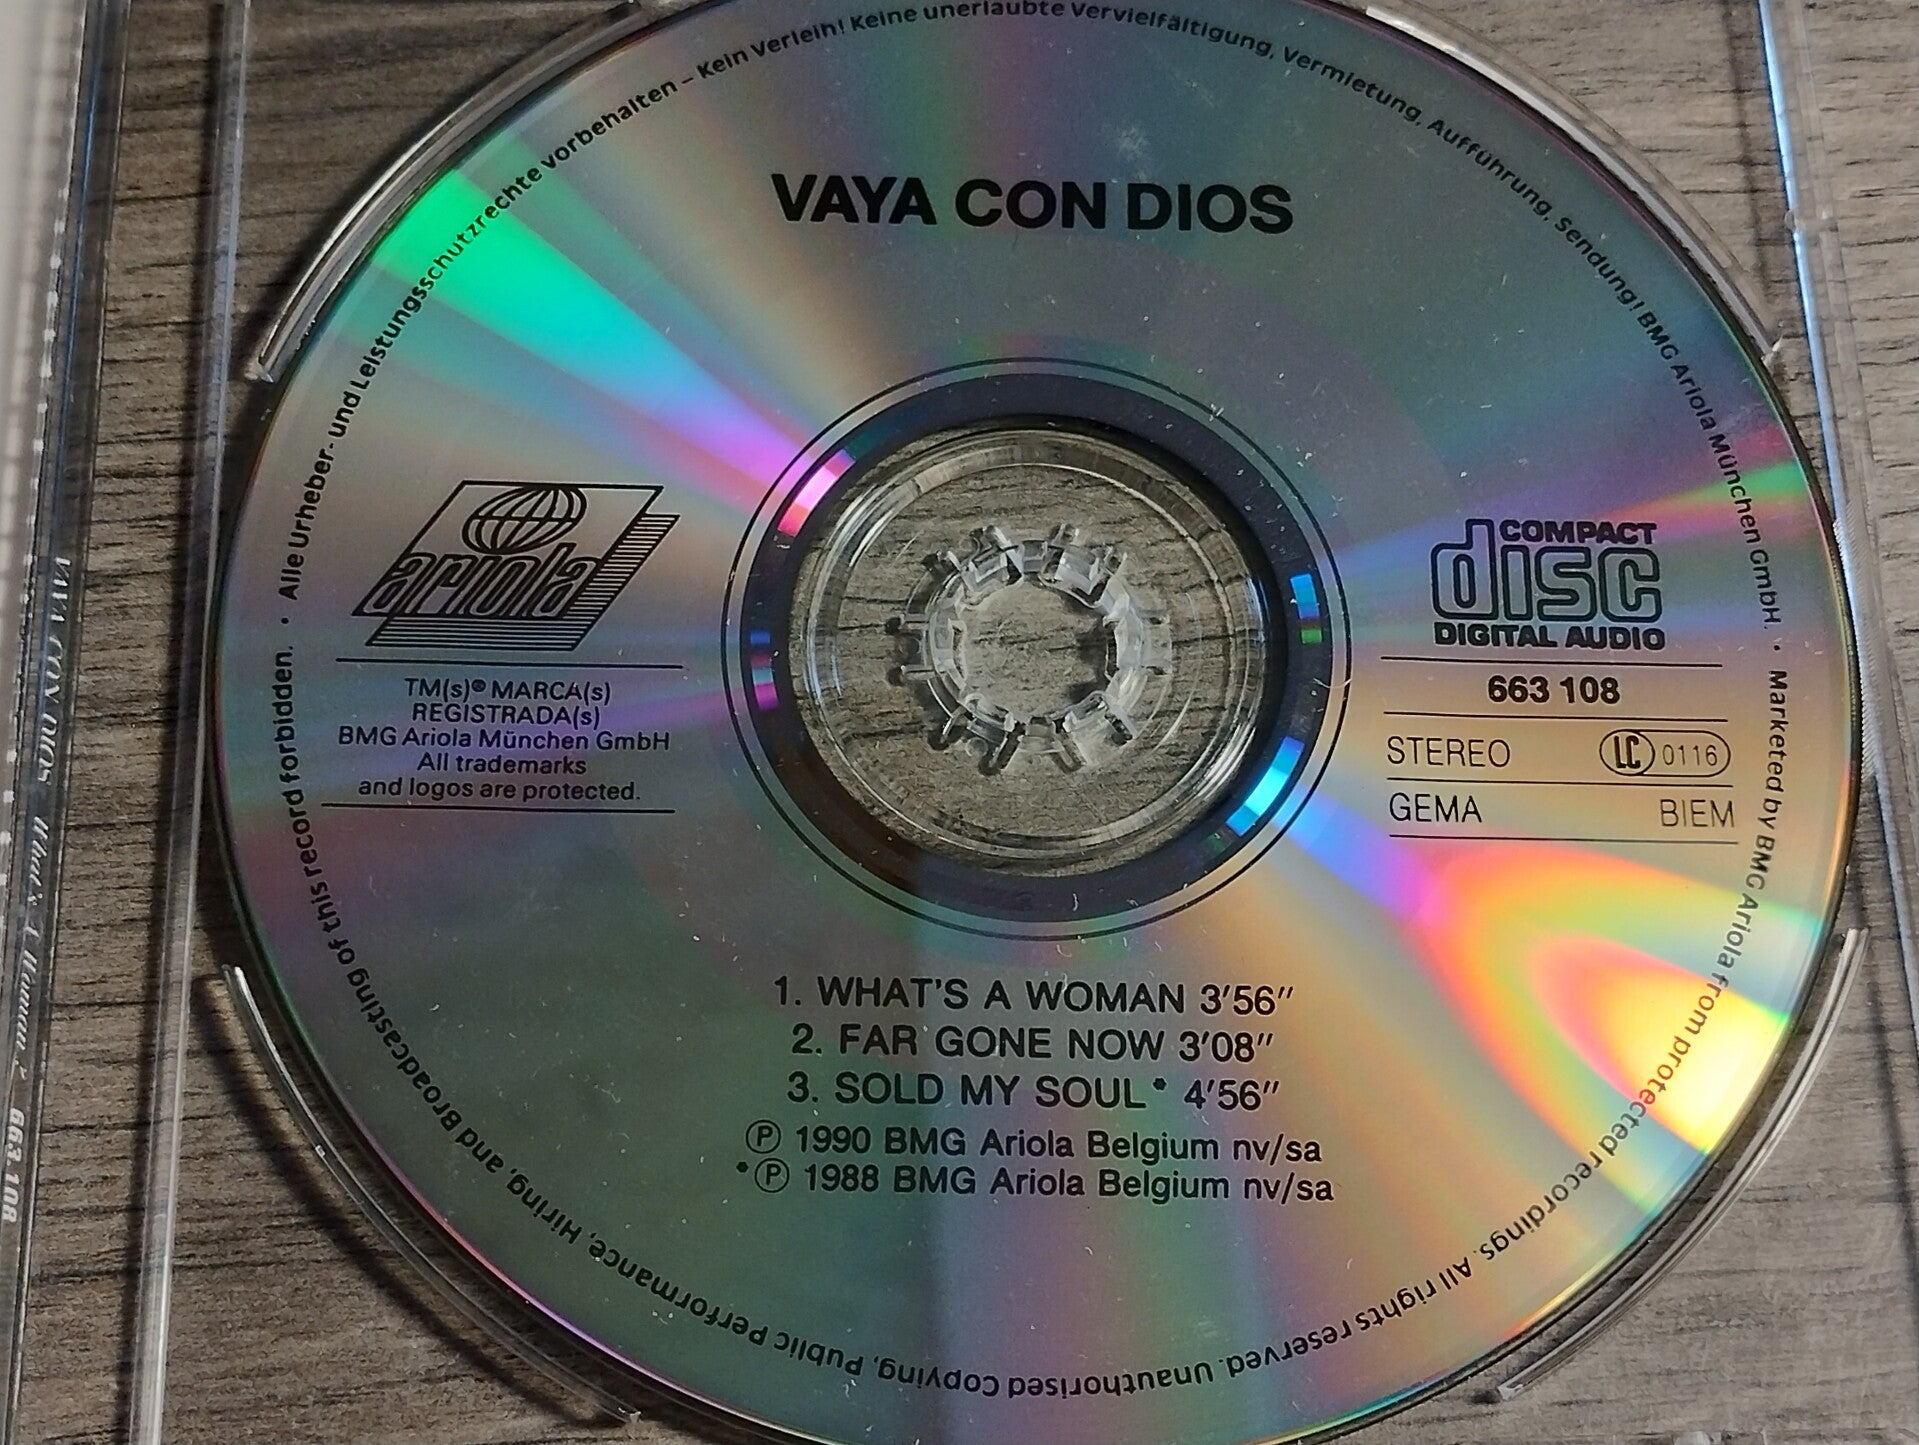 VAYA CON DIOS
ariola
TM(s)® MARCA(s)
REGISTRADA(s)
BMG Ariola München GmbH
All trademarks
and logos are protected.
COMPACT
disc
DIGITAL AUDIO
663 108
STEREO LC 0116
GEMA BIEM
1. WHAT'S A WOMAN 3'56"
2. FAR GONE NOW 3'08"
3. SOLD MY SOUL* 4'56"
℗ 1990 BMG Ariola Belgium nv/sa
*℗ 1988 BMG Ariola Belgium nv/sa
• Alle Urheber- und Leistungsschutzrechte vorbehalten – Kein Verleih! Keine unerlaubte Vervielfältigung, Vermietung, Aufführung, Sendung! BMG Ariola München GmbH. • Marketed by BMG Ariola from protected recordings. All rights reserved. Unauthorised Copying, Public Performance, Hiring, and Broadcasting of this record forbidden.
VAYA CON DIOS What's A Woman? 663 108